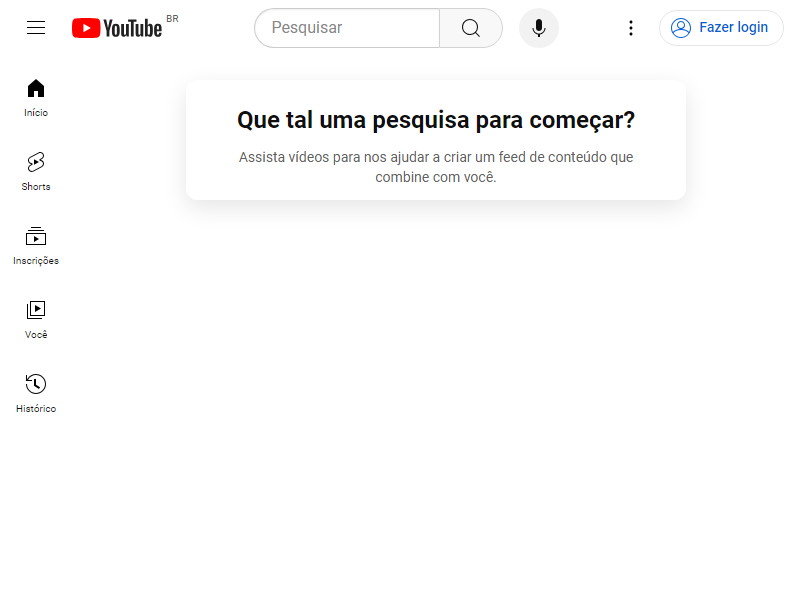 YouTube BR
Pesquisar
Fazer login
Início
Shorts
Inscrições
Você
Histórico
Que tal uma pesquisa para começar?
Assista vídeos para nos ajudar a criar um feed de conteúdo que
combine com você.